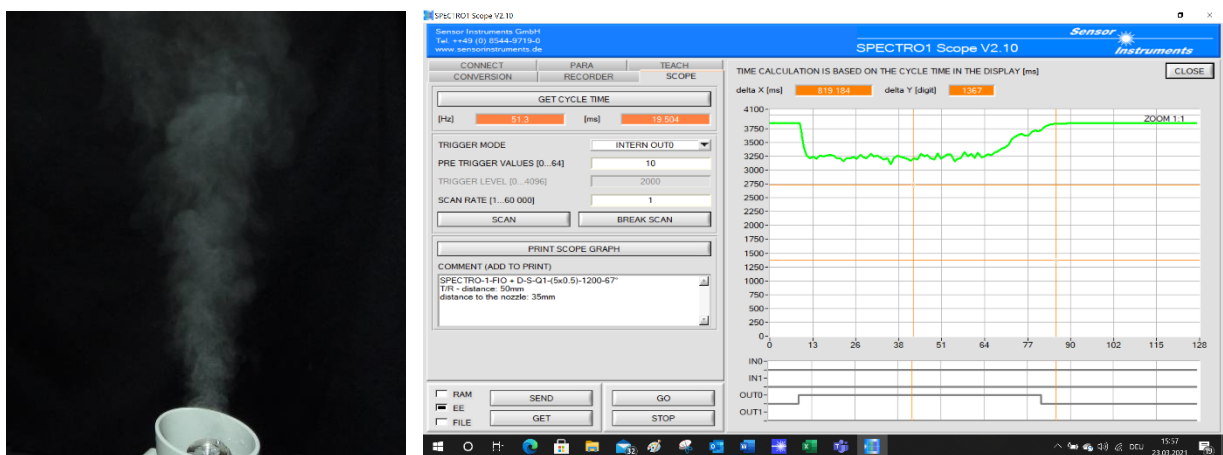 SPECTRO1 Scope V2.10
Sensor Instruments GmbH
Tel. ++49 (0) 8544-9719-0
www.sensorinstruments.de
SPECTRO1 Scope V2.10
Sensor
Instruments
CONNECT PARA TEACH
CONVERSION RECORDER SCOPE
GET CYCLE TIME
[Hz] 51.3 [ms] 19.504
TRIGGER MODE INTERN OUT0
PRE TRIGGER VALUES [0...64] 10
TRIGGER LEVEL [0...4096] 2000
SCAN RATE [1...60 000] 1
SCAN BREAK SCAN
PRINT SCOPE GRAPH
COMMENT (ADD TO PRINT)
SPECTRO-1-FIO + D-S-Q1-(5x0.5)-1200-67°
T/R - distance: 50mm
distance to the nozzle: 35mm
RAM
EE
FILE
SEND GO
GET STOP
TIME CALCULATION IS BASED ON THE CYCLE TIME IN THE DISPLAY [ms]
CLOSE
delta X [ms] 819.184 delta Y [digit] 1367
ZOOM 1:1
4100
3750
3500
3250
3000
2750
2500
2250
2000
1750
1500
1250
1000
750
500
250
0
0 13 26 38 51 64 77 90 102 115 128
IN0
IN1
OUT0
OUT1
32
DEU
15:57
23.03.2021